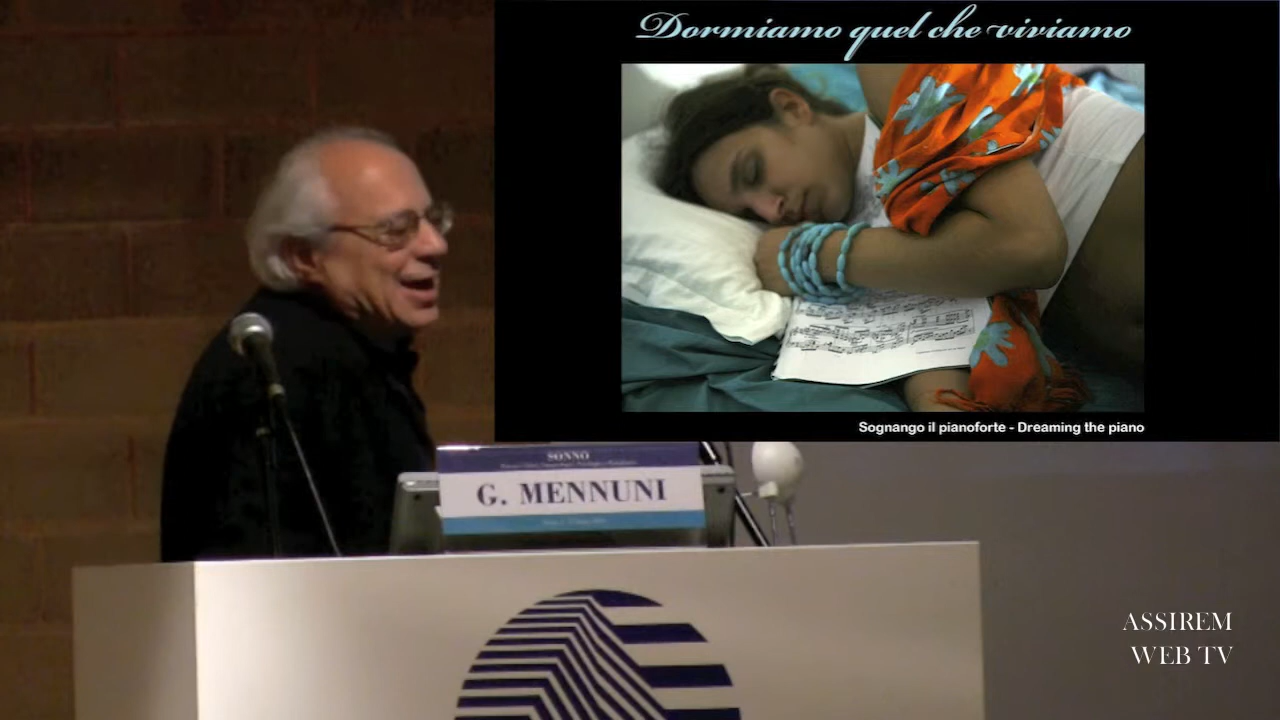 Dormiamo quel che viviamo
Sognango il pianoforte - Dreaming the piano
SONNO
G. MENNUNI
ASSIREM
WEB TV